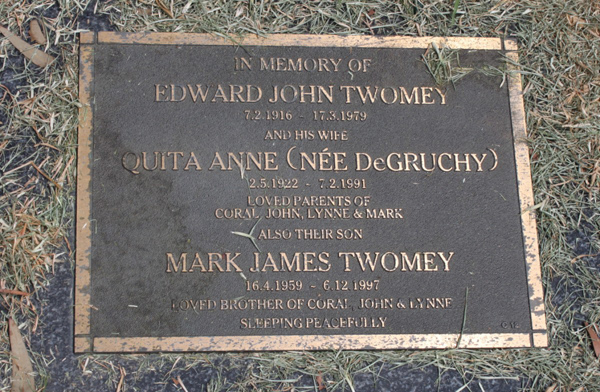 IN MEMORY OF
EDWARD JOHN TWOMEY
7.2.1916 - 17.3.1979
AND HIS WIFE
QUITA ANNE (NÉE DeGRUCHY)
2.5.1922 - 7.2.1991
LOVED PARENTS OF
CORAL, JOHN, LYNNE & MARK
ALSO THEIR SON
MARK JAMES TWOMEY
16.4.1959 - 6.12.1997
LOVED BROTHER OF CORAL, JOHN & LYNNE
SLEEPING PEACEFULLY